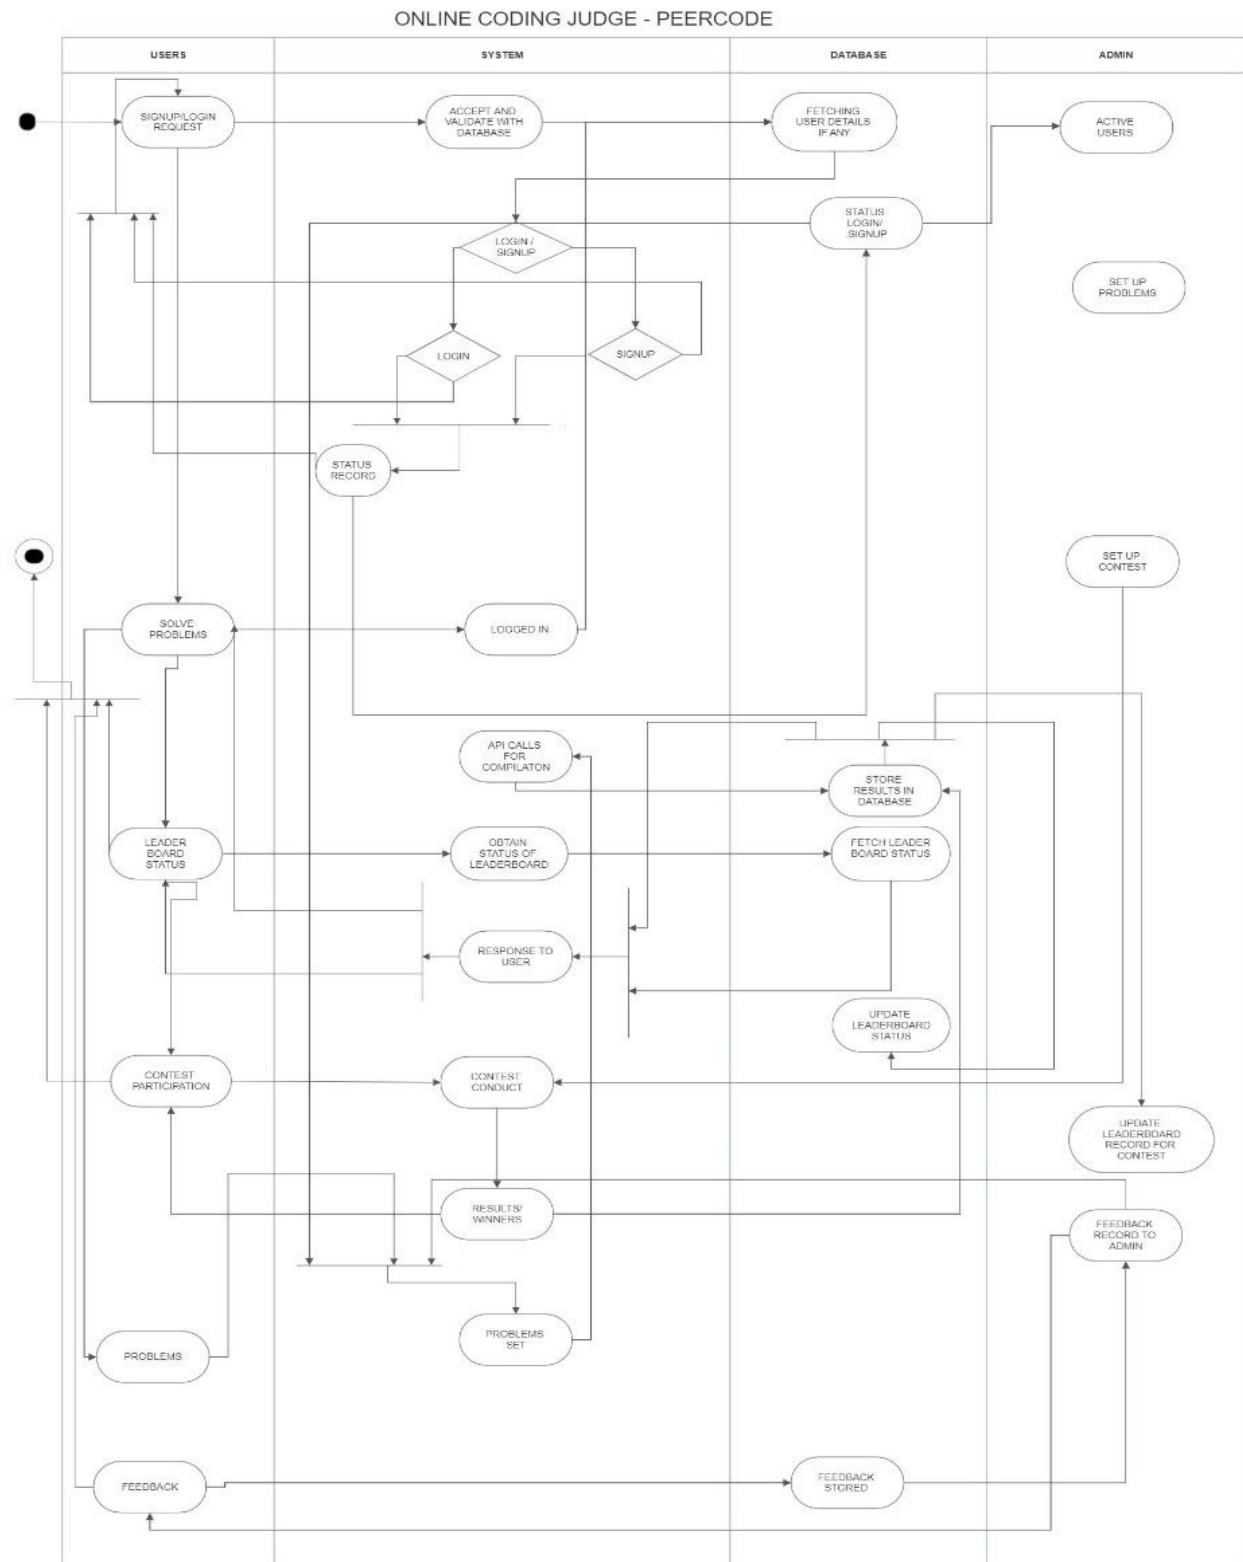 ONLINE CODING JUDGE - PEERCODE
USERS
SYSTEM
DATABASE
ADMIN
SIGNUP/LOGIN
REQUEST
ACCEPT AND
VALIDATE WITH
DATABASE
FETCHING
USER DETAILS
IF ANY
ACTIVE
USERS
STATUS
LOGIN/
SIGNUP
LOGIN /
SIGNUP
SET UP
PROBLEMS
LOGIN
SIGNUP
STATUS
RECORD
SET UP
CONTEST
SOLVE
PROBLEMS
LOGGED IN
API CALLS
FOR
COMPILATON
STORE
RESULTS IN
DATABASE
LEADER
BOARD
STATUS
OBTAIN
STATUS OF
LEADERBOARD
FETCH LEADER
BOARD STATUS
RESPONSE TO
USER
UPDATE
LEADERBOARD
STATUS
CONTEST
PARTICIPATION
CONTEST
CONDUCT
UPDATE
LEADERBOARD
RECORD FOR
CONTEST
RESULTS/
WINNERS
FEEDBACK
RECORD TO
ADMIN
PROBLEMS
SET
PROBLEMS
FEEDBACK
FEEDBACK
STORED